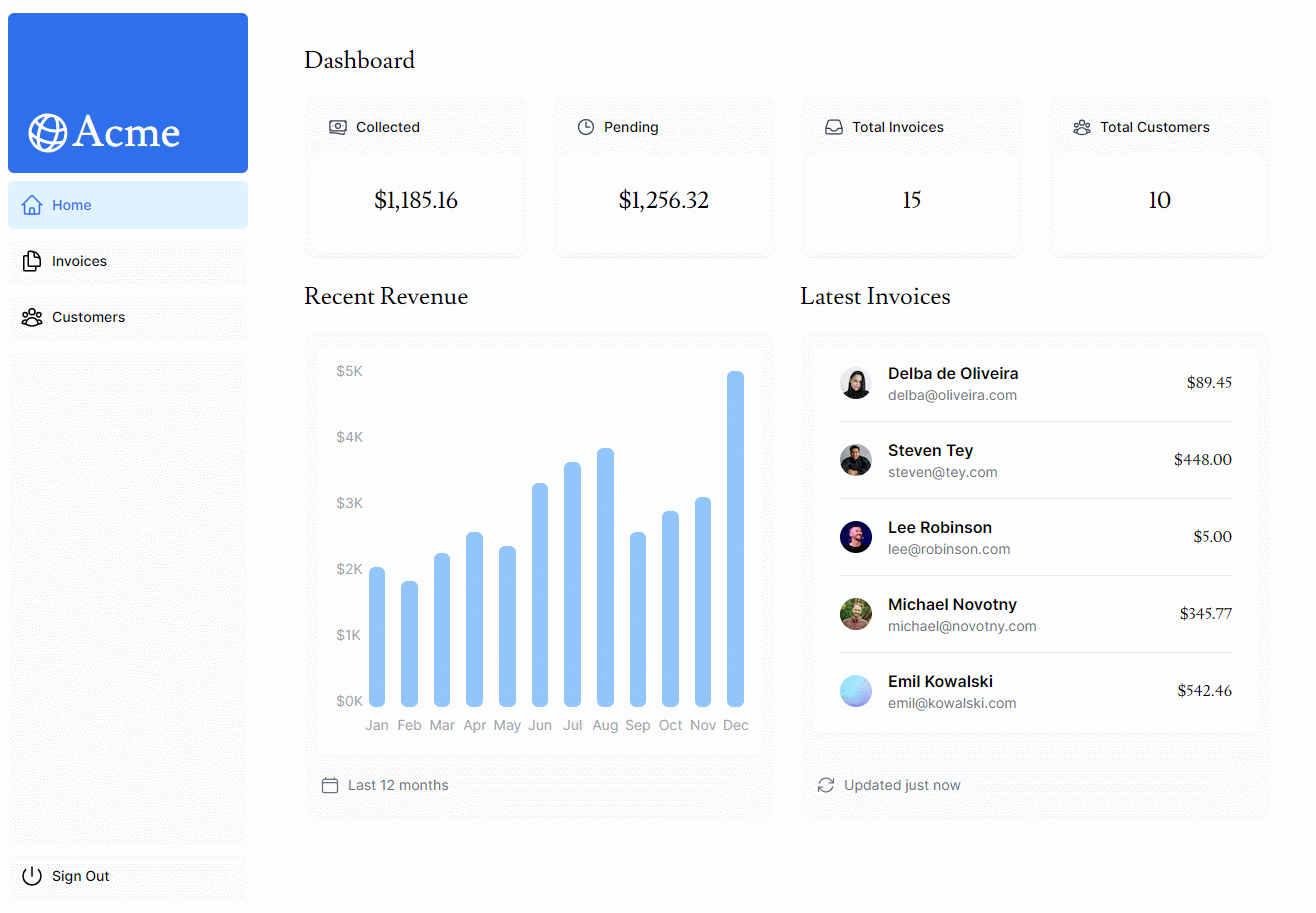 Acme
Home
Invoices
Customers
Sign Out
Dashboard
Collected
$1,185.16
Pending
$1,256.32
Total Invoices
15
Total Customers
10
Recent Revenue
$5K
$4K
$3K
$2K
$1K
$0K
Jan Feb Mar Apr May Jun Jul Aug Sep Oct Nov Dec
Last 12 months
Latest Invoices
Delba de Oliveira
delba@oliveira.com
$89.45
Steven Tey
steven@tey.com
$448.00
Lee Robinson
lee@robinson.com
$5.00
Michael Novotny
michael@novotny.com
$345.77
Emil Kowalski
emil@kowalski.com
$542.46
Updated just now